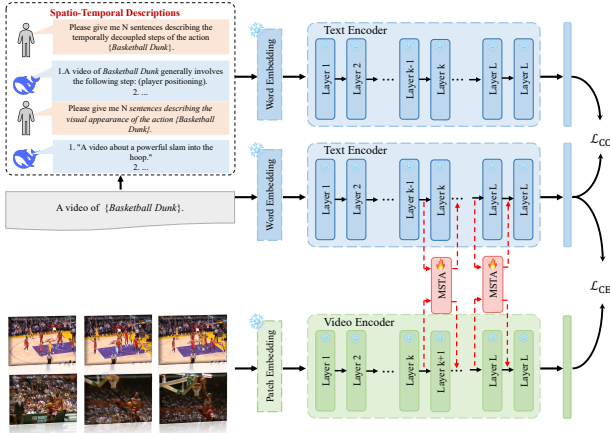 Spatio-Temporal Descriptions
Please give me N sentences describing the
temporally decoupled steps of the action
{Basketball Dunk}.
1.A video of Basketball Dunk generally involves
the following step: (player positioning).
2. ...
Please give me N sentences describing the
visual appearance of the action {Basketball
Dunk}.
1. "A video about a powerful slam into the
hoop."
2. ...
A video of {Basketball Dunk}.
Word Embedding
Text Encoder
Layer 1
Layer 2
...
Layer k-1
Layer k
...
Layer L
Layer L
Word Embedding
Text Encoder
Layer 1
Layer 2
...
Layer k-1
Layer k
...
Layer L
Layer L
MSTA
MSTA
Patch Embedding
Video Encoder
Layer 1
Layer 2
...
Layer k
Layer k+1
...
Layer L
Layer L
ℒCC
ℒCE